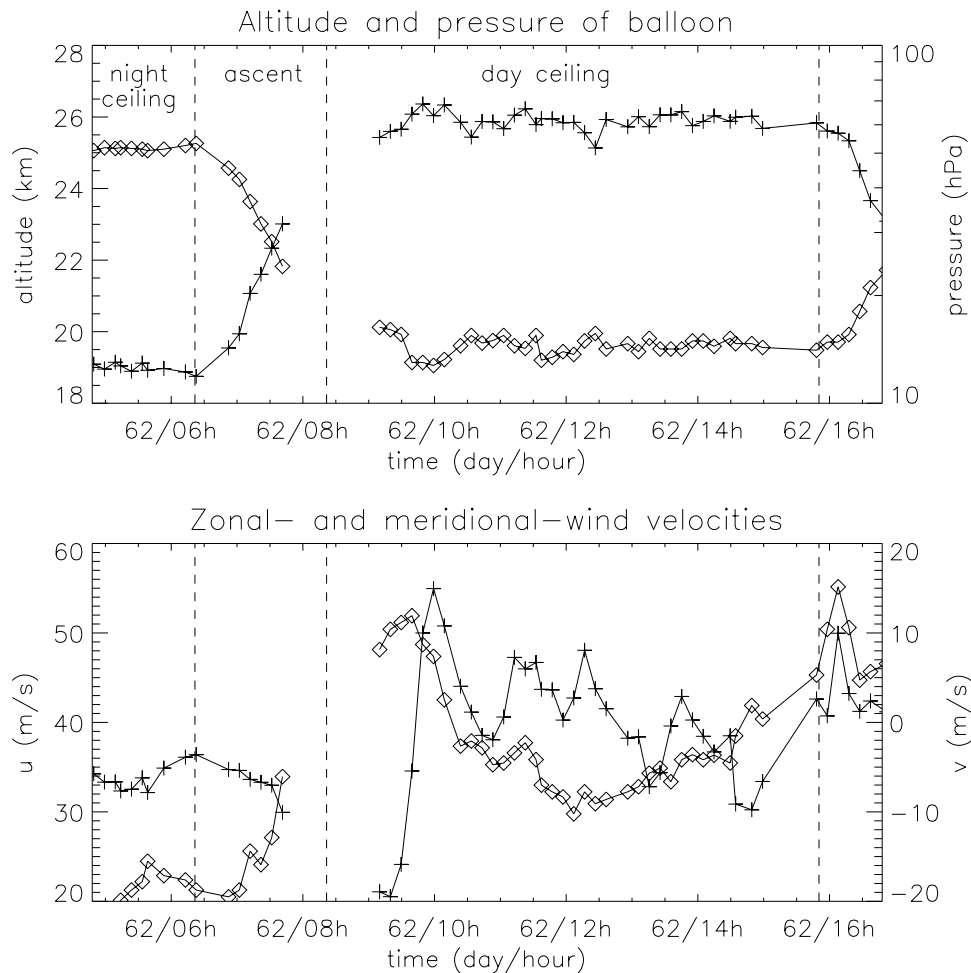 Altitude and pressure of balloon
28
26
24
22
20
18
altitude (km)
night
ceiling
ascent
day ceiling
100
10
pressure (hPa)
62/06h 62/08h 62/10h 62/12h 62/14h 62/16h
time (day/hour)
Zonal- and meridional-wind velocities
60
50
40
30
20
u (m/s)
20
10
0
-10
-20
v (m/s)
62/06h 62/08h 62/10h 62/12h 62/14h 62/16h
time (day/hour)